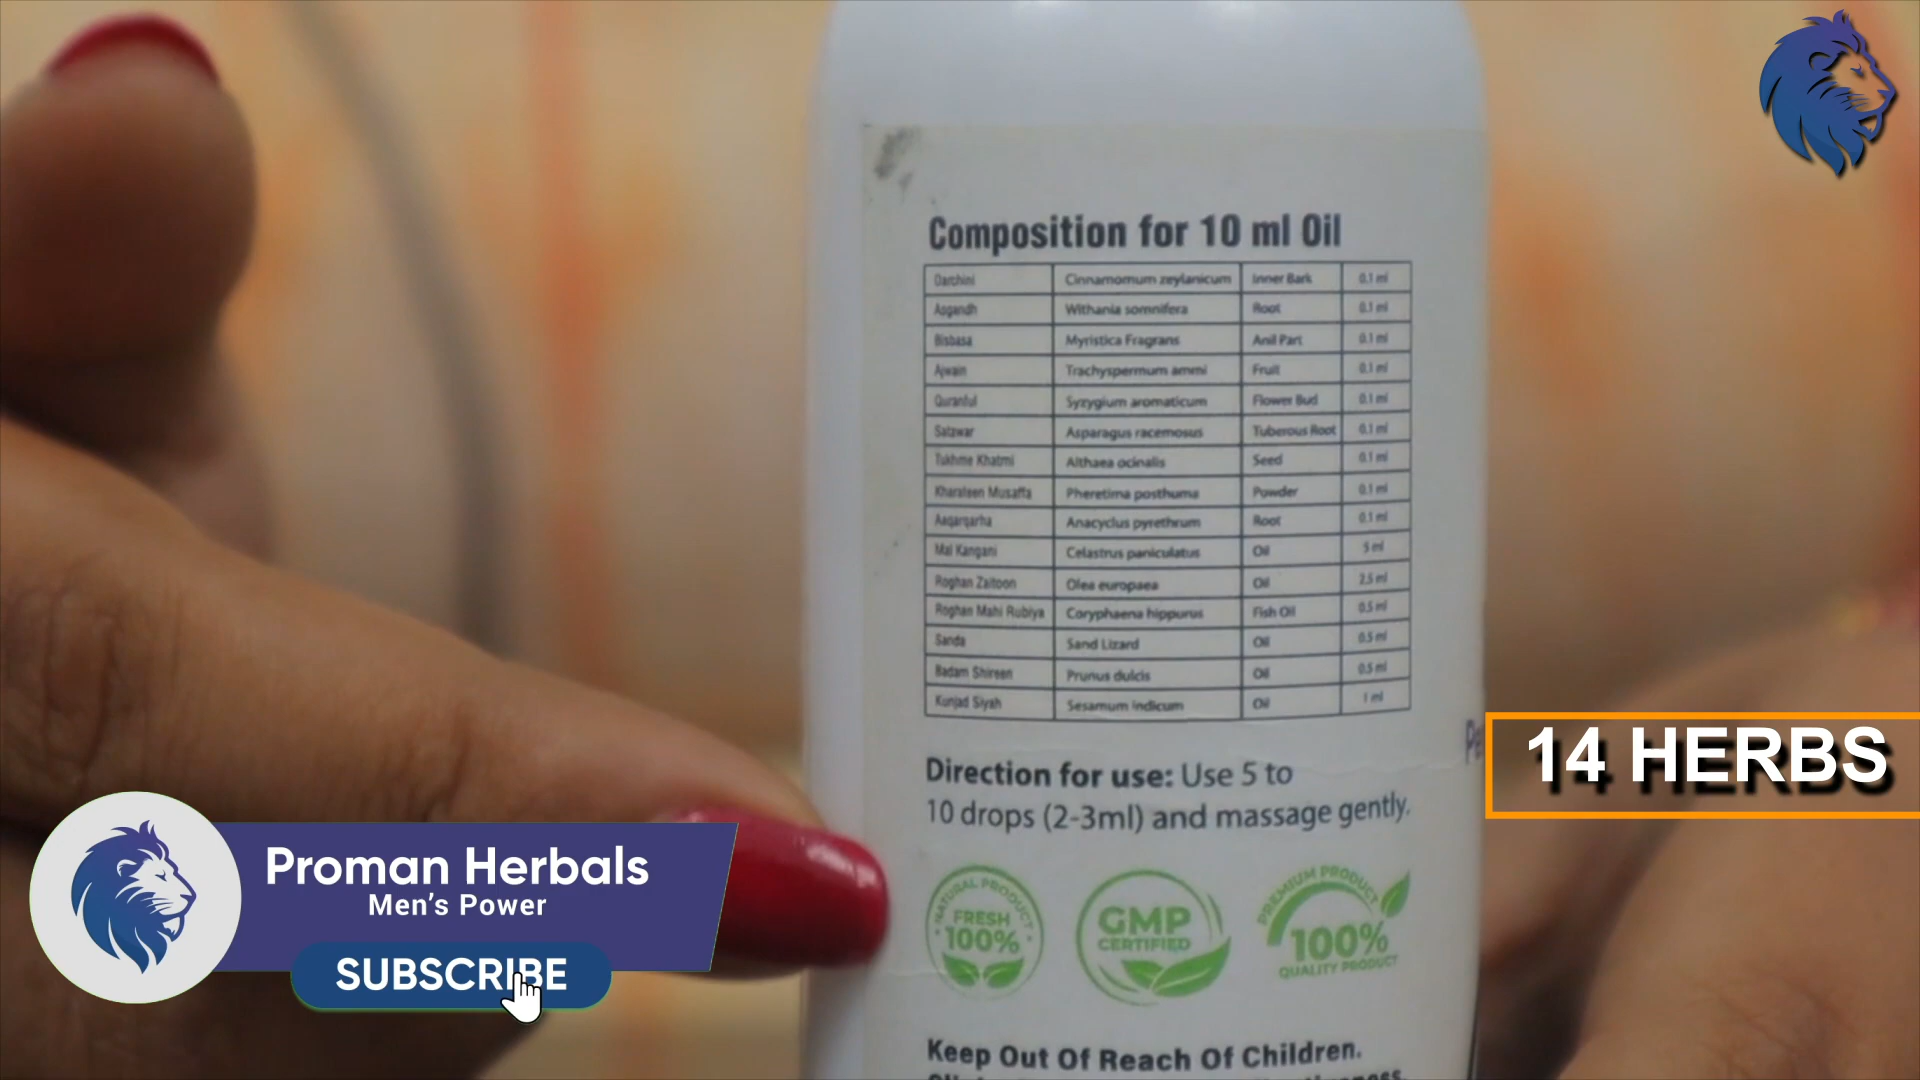 Composition for 10 ml Oil
Darchini Cinnamomum zeylanicum Inner Bark 0.1 ml
Asgandh Withania somnifera Root 0.1 ml
Bisbasa Myristica Fragrans Anil Part 0.1 ml
Ajwain Trachyspermum ammi Fruit 0.1 ml
Quranful Syzygium aromaticum Flower Bud 0.1 ml
Satawar Asparagus racemosus Tuberous Root 0.1 ml
Tukhme Khatmi Althaea ocinalis Seed 0.1 ml
Kharateen Musaffa Pheretima posthuma Powder 0.1 ml
Aaqarqarha Anacyclus pyrethrum Root 0.1 ml
Mal Kangani Celastrus paniculatus Oil 5 ml
Roghan Zaitoon Olea europaea Oil 2.5 ml
Roghan Mahi Rubiya Coryphaena hippurus Fish Oil 0.5 ml
Sanda Sand Lizard Oil 0.5 ml
Badam Shireen Prunus dulcis Oil 0.5 ml
Kunjad Siyah Sesamum indicum Oil 1 ml
Direction for use: Use 5 to
10 drops (2-3ml) and massage gently.
14 HERBS
NATURAL PRODUCT
FRESH
100%
GMP
CERTIFIED
PREMIUM PRODUCT
100%
QUALITY PRODUCT
Keep Out Of Reach Of Children.
Proman Herbals
Men's Power
SUBSCRIBE